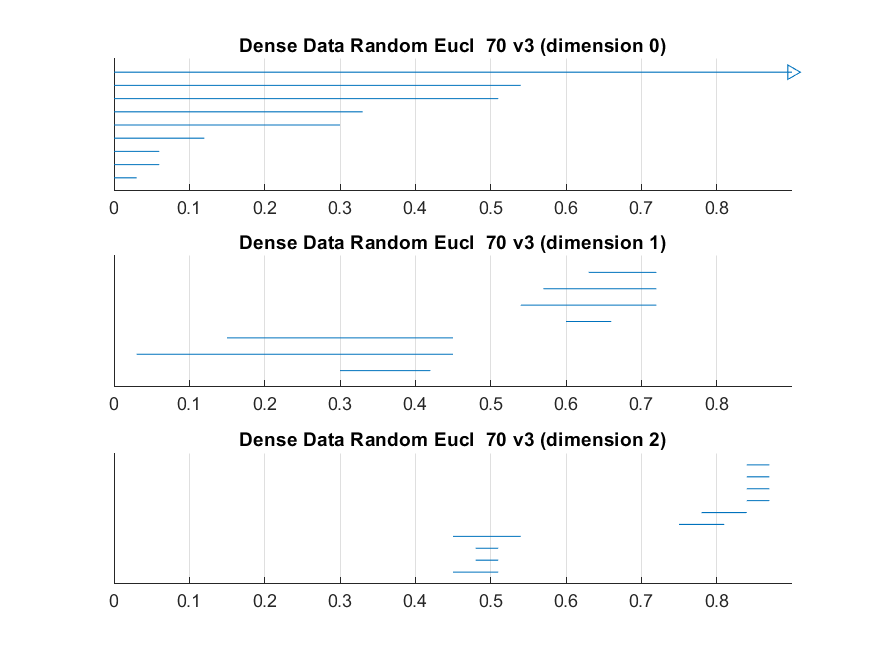 Dense Data Random Eucl  70 v3 (dimension 0)
0 0.1 0.2 0.3 0.4 0.5 0.6 0.7 0.8
Dense Data Random Eucl  70 v3 (dimension 1)
0 0.1 0.2 0.3 0.4 0.5 0.6 0.7 0.8
Dense Data Random Eucl  70 v3 (dimension 2)
0 0.1 0.2 0.3 0.4 0.5 0.6 0.7 0.8